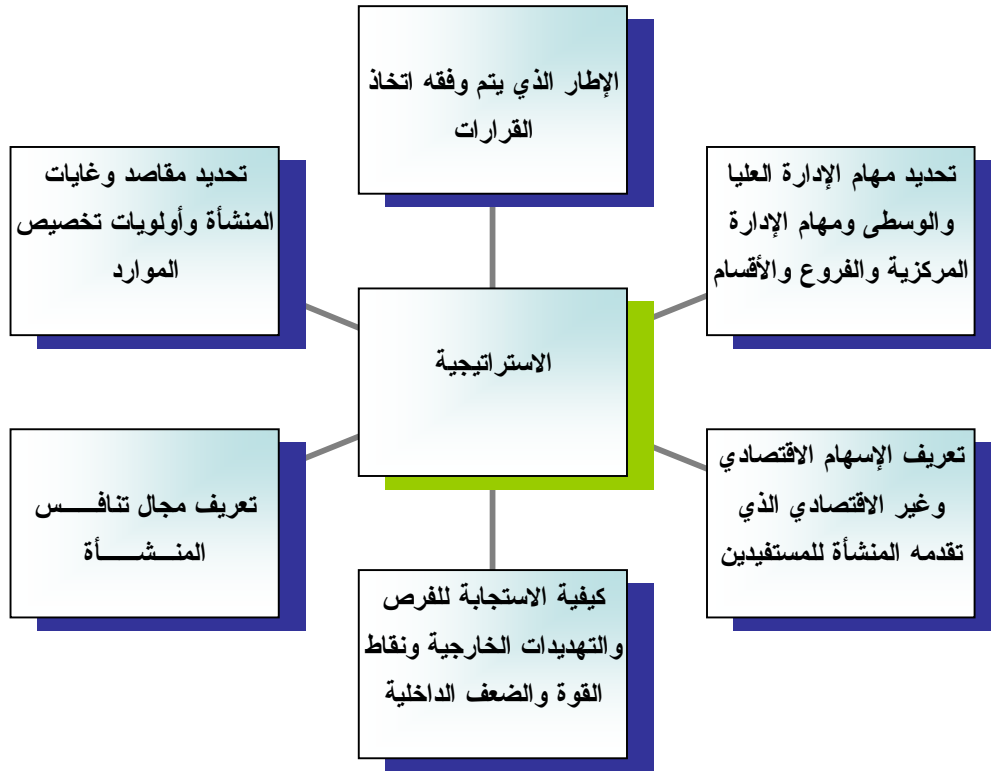 الإطار الذي يتم وفقه اتخاذ
القرارات
تحديد مهام الإدارة العليا
والوسطى ومهام الإدارة
المركزية والفروع والأقسام
تحديد مقاصد وغايات
المنشأة وأولويات تخصيص
الموارد
الاستراتيجية
تعريف الإسهام الاقتصادي
وغير الاقتصادي الذي
تقدمه المنشأة للمستفيدين
تعريف مجال تنافـــــس
المنــشـــــــأة
كيفية الاستجابة للفرص
والتهديدات الخارجية ونقاط
القوة والضعف الداخلية